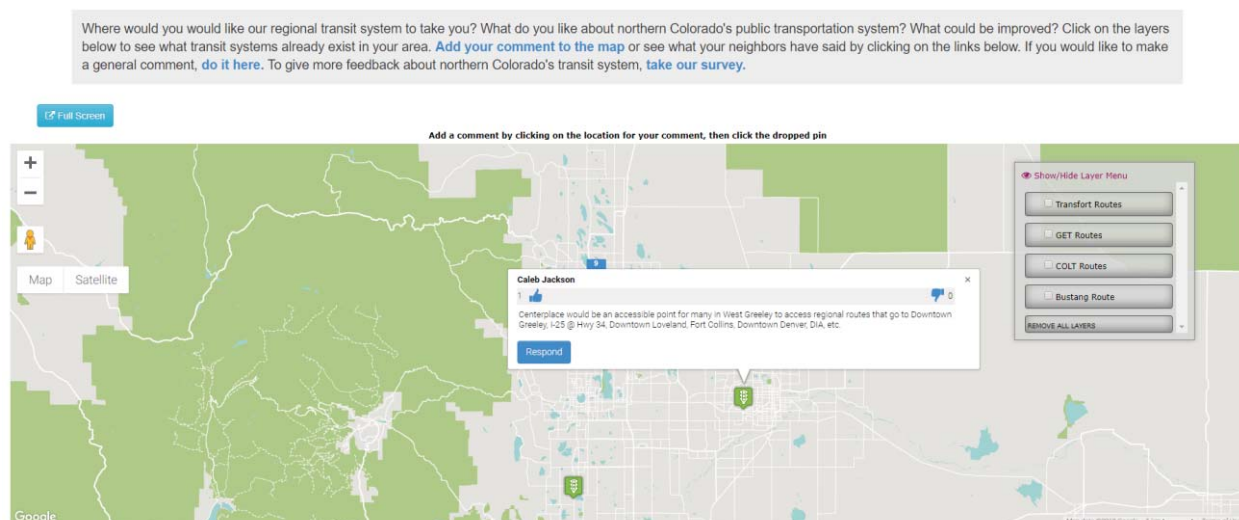 Where would you would like our regional transit system to take you? What do you like about northern Colorado's public transportation system? What could be improved? Click on the layers
below to see what transit systems already exist in your area. Add your comment to the map or see what your neighbors have said by clicking on the links below. If you would like to make
a general comment, do it here. To give more feedback about northern Colorado's transit system, take our survey.
Full Screen
Add a comment by clicking on the location for your comment, then click the dropped pin
+
−
Map Satellite
Show/Hide Layer Menu
Transfort Routes
GET Routes
COLT Routes
Bustang Route
REMOVE ALL LAYERS
9
Caleb Jackson ×
1 0
Centerplace would be an accessible point for many in West Greeley to access regional routes that go to Downtown
Greeley, I-25 @ Hwy 34, Downtown Loveland, Fort Collins, Downtown Denver, DIA, etc.
Respond
Google